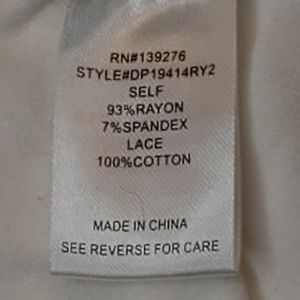 RN#139276
STYLE#DP19414RY2
SELF
93%RAYON
7%SPANDEX
LACE
100%COTTON
MADE IN CHINA
SEE REVERSE FOR CARE